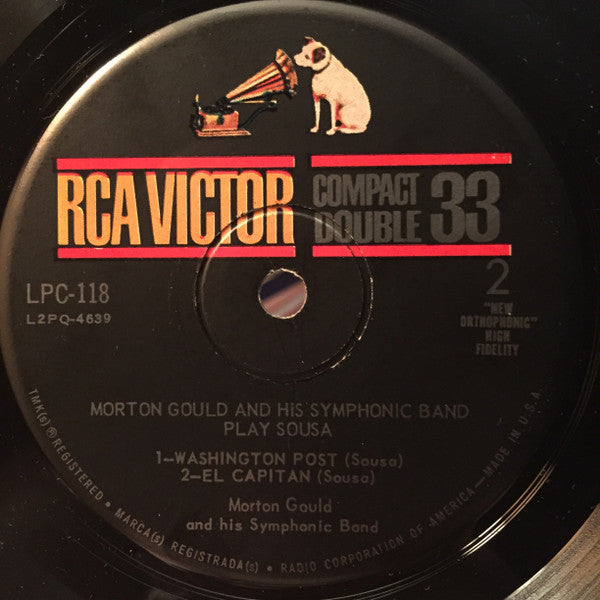 RCA VICTOR
COMPACT
DOUBLE 33
2
LPC-118
L2PQ-4639
"NEW
ORTHOPHONIC"
HIGH
FIDELITY
MORTON GOULD AND HIS SYMPHONIC BAND
PLAY SOUSA
1—WASHINGTON POST (Sousa)
2—EL CAPITAN (Sousa)
Morton Gould
and his Symphonic Band
TMK(s) ® REGISTERED • MARCA(s) REGISTRADA(s) • RADIO CORPORATION OF AMERICA—MADE IN U.S.A.